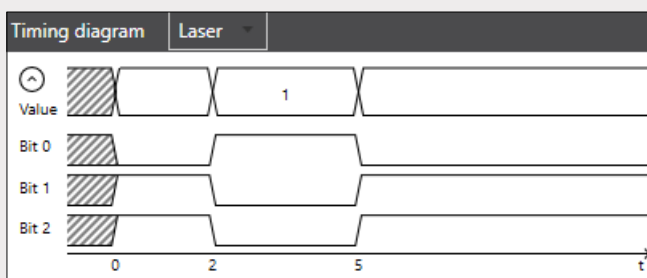 Timing diagram Laser
Value
1
Bit 0
Bit 1
Bit 2
0 2 5 t